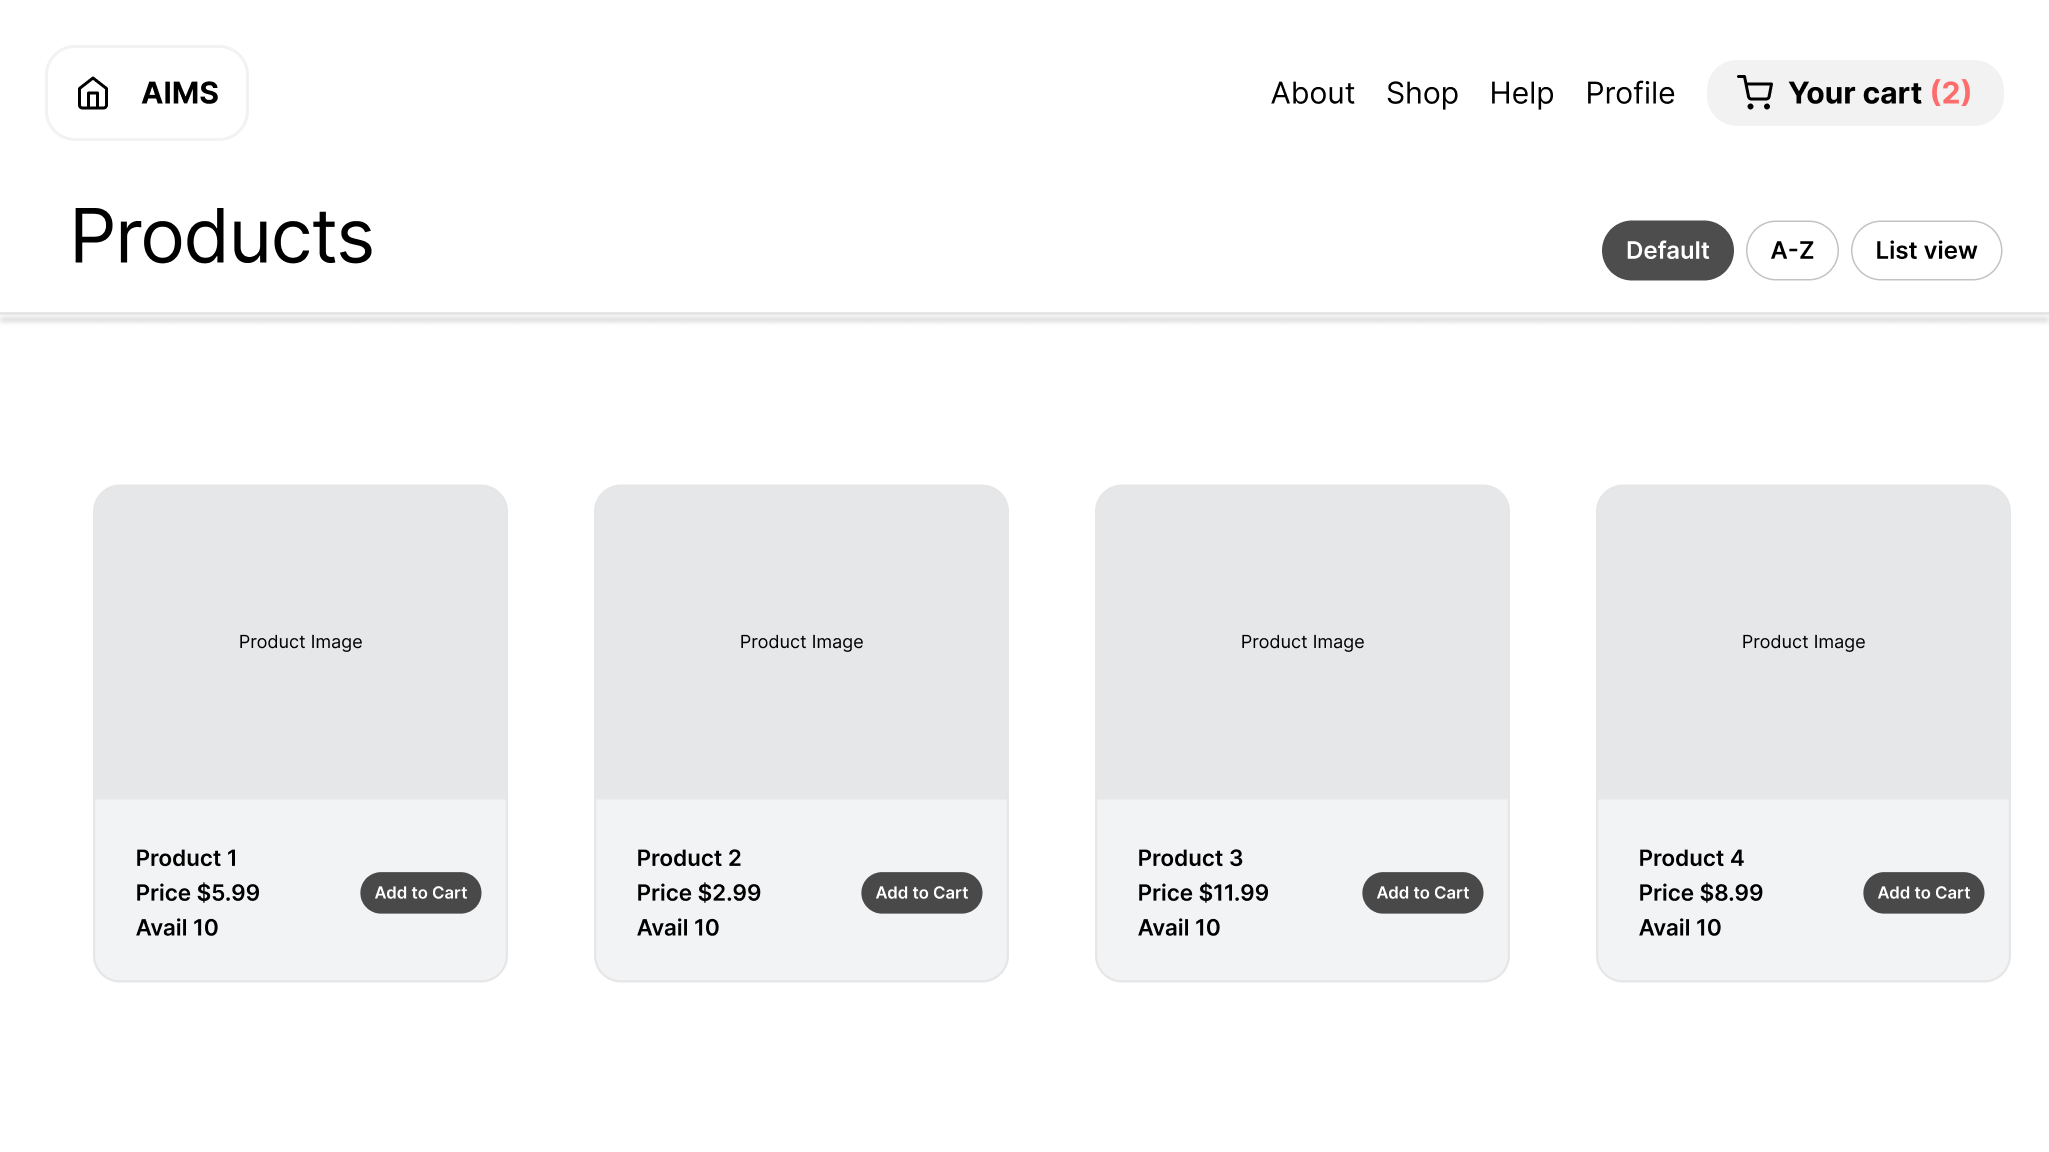 AIMS
About Shop Help Profile Your cart (2)
Products
Default A-Z List view
Product Image
Product 1
Price $5.99
Avail 10
Add to Cart
Product Image
Product 2
Price $2.99
Avail 10
Add to Cart
Product Image
Product 3
Price $11.99
Avail 10
Add to Cart
Product Image
Product 4
Price $8.99
Avail 10
Add to Cart